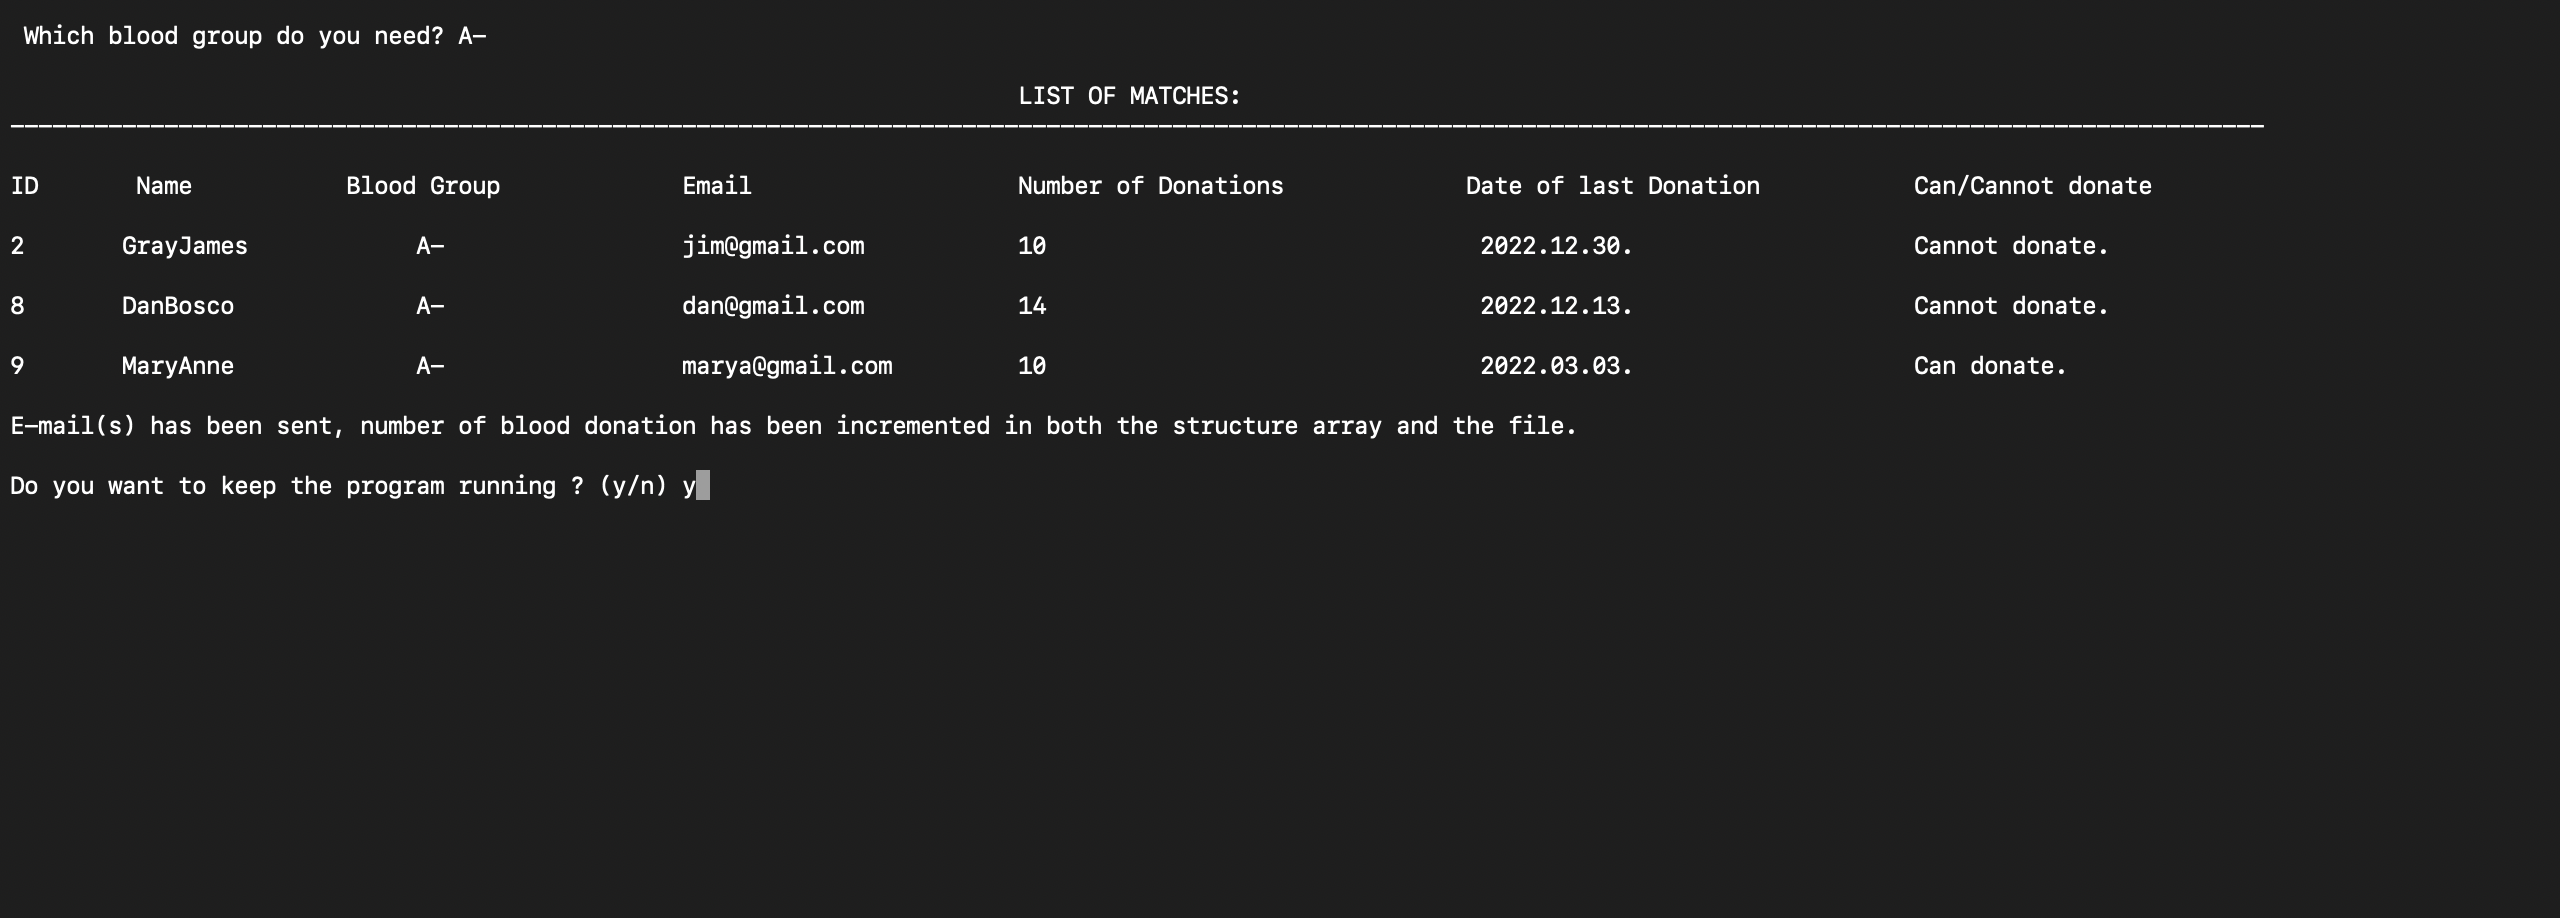 Which blood group do you need? A-
LIST OF MATCHES:
ID Name Blood Group Email Number of Donations Date of last Donation Can/Cannot donate
2 GrayJames A- jim@gmail.com 10 2022.12.30. Cannot donate.
8 DanBosco A- dan@gmail.com 14 2022.12.13. Cannot donate.
9 MaryAnne A- marya@gmail.com 10 2022.03.03. Can donate.
E-mail(s) has been sent, number of blood donation has been incremented in both the structure array and the file.
Do you want to keep the program running ? (y/n) y